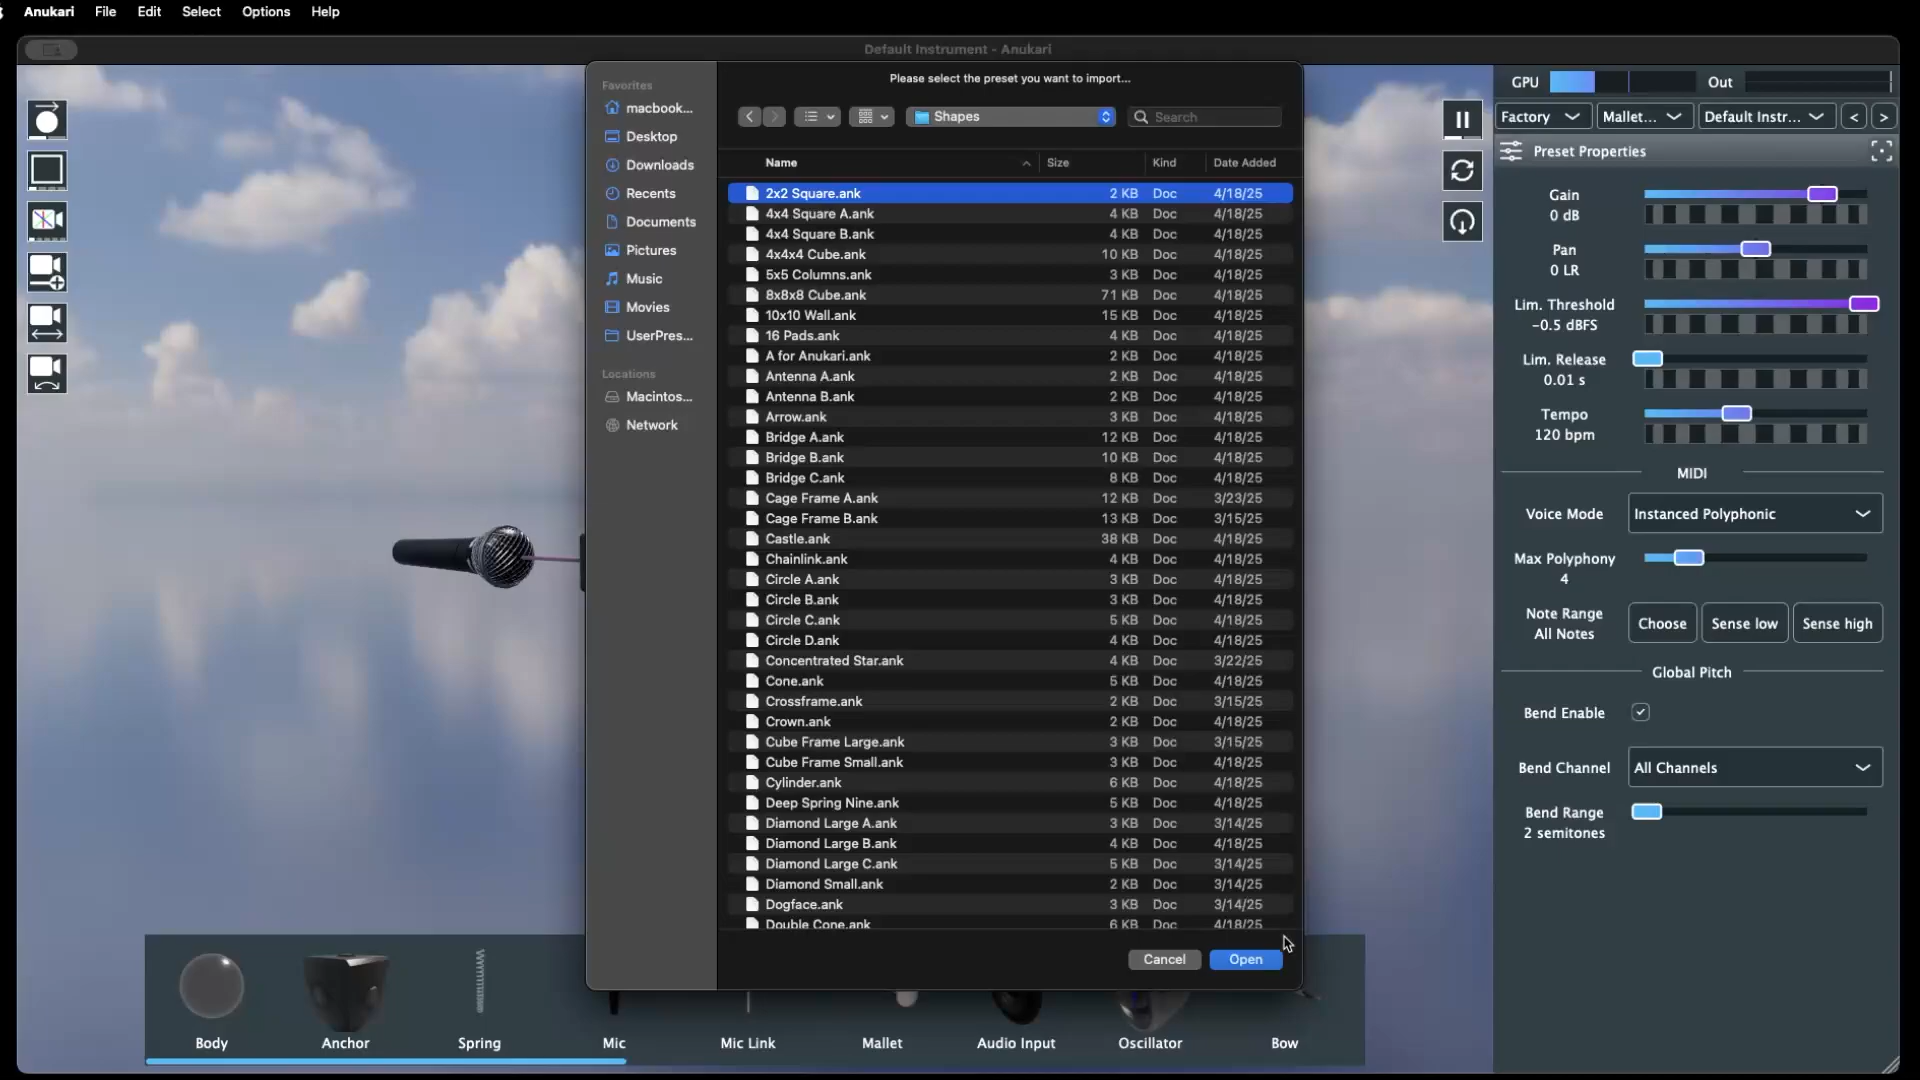 Anukari File Edit Select Options Help
Default Instrument - Anukari
Please select the preset you want to import...
Favorites
macbook...
Desktop
Downloads
Recents
Documents
Pictures
Music
Movies
UserPres...
Locations
Macintos...
Network
Shapes
Search
Name Size Kind Date Added
2x2 Square.ank 2 KB Doc 4/18/25
4x4 Square A.ank 4 KB Doc 4/18/25
4x4 Square B.ank 4 KB Doc 4/18/25
4x4x4 Cube.ank 10 KB Doc 4/18/25
5x5 Columns.ank 3 KB Doc 4/18/25
8x8x8 Cube.ank 71 KB Doc 4/18/25
10x10 Wall.ank 15 KB Doc 4/18/25
16 Pads.ank 4 KB Doc 4/18/25
A for Anukari.ank 2 KB Doc 4/18/25
Antenna A.ank 2 KB Doc 4/18/25
Antenna B.ank 2 KB Doc 4/18/25
Arrow.ank 3 KB Doc 4/18/25
Bridge A.ank 12 KB Doc 4/18/25
Bridge B.ank 10 KB Doc 4/18/25
Bridge C.ank 8 KB Doc 4/18/25
Cage Frame A.ank 12 KB Doc 3/23/25
Cage Frame B.ank 13 KB Doc 3/15/25
Castle.ank 38 KB Doc 4/18/25
Chainlink.ank 4 KB Doc 4/18/25
Circle A.ank 3 KB Doc 4/18/25
Circle B.ank 3 KB Doc 4/18/25
Circle C.ank 5 KB Doc 4/18/25
Circle D.ank 4 KB Doc 4/18/25
Concentrated Star.ank 4 KB Doc 3/22/25
Cone.ank 5 KB Doc 4/18/25
Crossframe.ank 2 KB Doc 3/15/25
Crown.ank 2 KB Doc 4/18/25
Cube Frame Large.ank 3 KB Doc 3/15/25
Cube Frame Small.ank 3 KB Doc 4/18/25
Cylinder.ank 6 KB Doc 4/18/25
Deep Spring Nine.ank 5 KB Doc 4/18/25
Diamond Large A.ank 3 KB Doc 3/14/25
Diamond Large B.ank 4 KB Doc 4/18/25
Diamond Large C.ank 5 KB Doc 3/14/25
Diamond Small.ank 2 KB Doc 3/14/25
Dogface.ank 3 KB Doc 3/14/25
Double Cone.ank 6 KB Doc 4/18/25
Cancel Open
GPU Out
Factory Mallet... Default Instr... < >
Preset Properties
Gain
0 dB
Pan
0 LR
Lim. Threshold
-0.5 dBFS
Lim. Release
0.01 s
Tempo
120 bpm
MIDI
Voice Mode Instanced Polyphonic
Max Polyphony
4
Note Range
All Notes
Choose Sense low Sense high
Global Pitch
Bend Enable
Bend Channel All Channels
Bend Range
2 semitones
Body Anchor Spring Mic Mic Link Mallet Audio Input Oscillator Bow